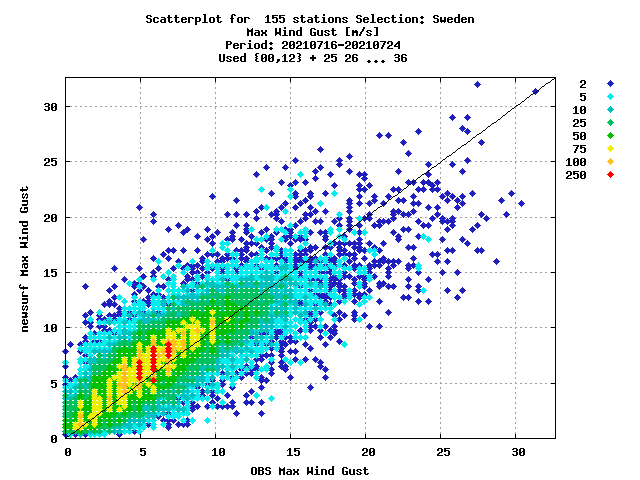 Scatterplot for  155 stations Selection: Sweden
Max Wind Gust [m/s]
Period: 20210716-20210724
Used {00,12} + 25 26 ... 36
2
5
10
25
50
75
100
250
newsurf Max Wind Gust
30
25
20
15
10
5
0
0 5 10 15 20 25 30
OBS Max Wind Gust